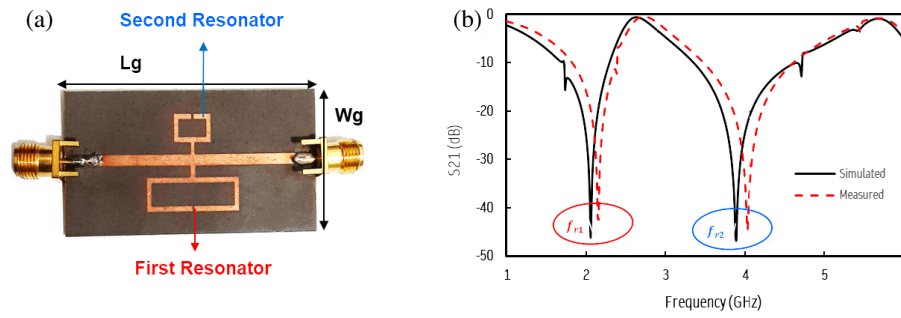 (a)
Second Resonator
Lg
Wg
First Resonator
(b)
0
-10
-20
-30
-40
-50
S21 (dB)
Simulated
Measured
fr1
fr2
1
2
3
4
5
Frequency (GHz)